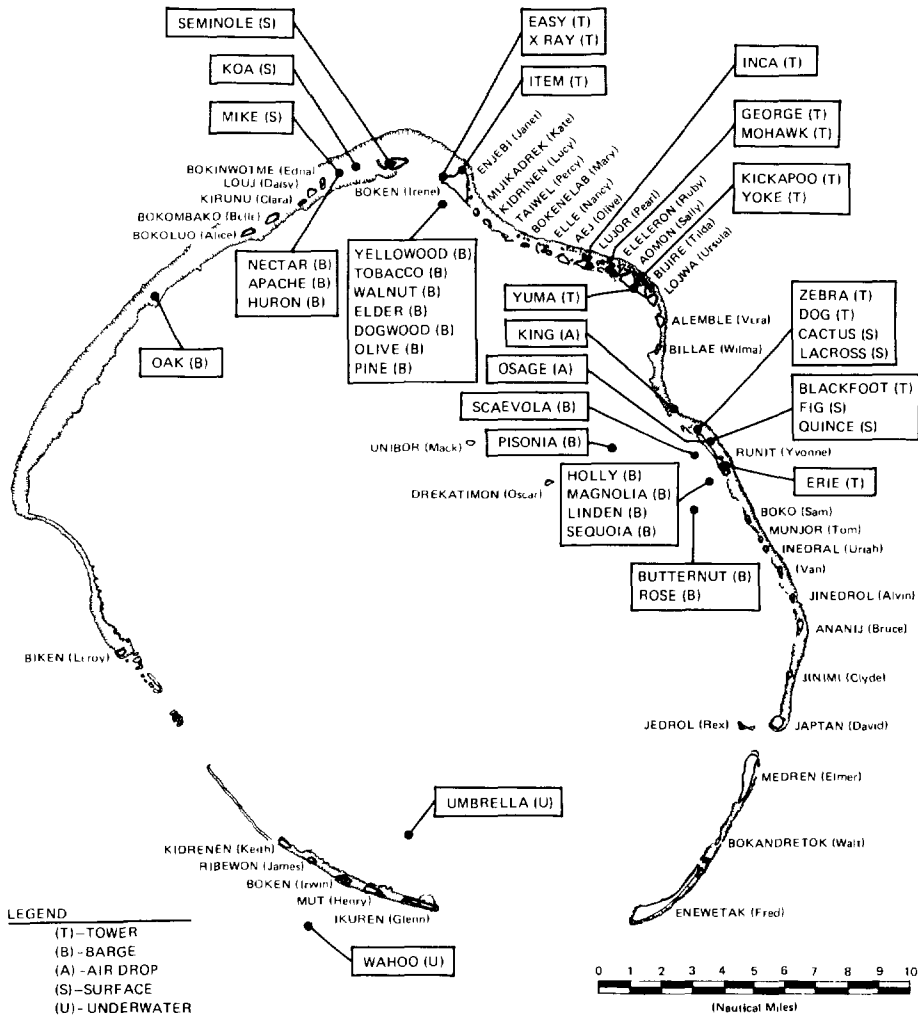 SEMINOLE (S)
KOA (S)
MIKE (S)
EASY (T)
X RAY (T)
ITEM (T)
INCA (T)
GEORGE (T)
MOHAWK (T)
KICKAPOO (T)
YOKE (T)
BOKINWOTME (Edna)
LOUJ (Daisy)
KIRUNU (Clara)
BOKOMBAKO (Belle)
BOKOLUO (Alice)
BOKEN (Irene)
ENJEBI (Janet)
MIJIKADREK (Kate)
KIDRINEN (Lucy)
TAIWEL (Percy)
BOKENELAB (Mary)
ELLE (Nancy)
AEJ (Olive)
LUJOR (Pearl)
ELELERON (Ruby)
AOMON (Sally)
BIJIRE (Tilda)
LOJWA (Ursula)
NECTAR (B)
APACHE (B)
HURON (B)
YELLOWOOD (B)
TOBACCO (B)
WALNUT (B)
ELDER (B)
DOGWOOD (B)
OLIVE (B)
PINE (B)
OAK (B)
YUMA (T)
KING (A)
OSAGE (A)
SCAEVOLA (B)
PISONIA (B)
ALEMBLE (Vera)
BILLAE (Wilma)
ZEBRA (T)
DOG (T)
CACTUS (S)
LACROSS (S)
BLACKFOOT (T)
FIG (S)
QUINCE (S)
RUNIT (Yvonne)
ERIE (T)
UNIBOR (Mack)
DREKATIMON (Oscar)
HOLLY (B)
MAGNOLIA (B)
LINDEN (B)
SEQUOIA (B)
BUTTERNUT (B)
ROSE (B)
BOKO (Sam)
MUNJOR (Tom)
INEDRAL (Uriah)
(Van)
JINEDROL (Alvin)
ANANIJ (Bruce)
JINIMI (Clyde)
JEDROL (Rex)
JAPTAN (David)
BIKEN (Leroy)
MEDREN (Elmer)
UMBRELLA (U)
BOKANDRETOK (Walt)
KIDRENEN (Keith)
RIBEWON (James)
BOKEN (Irwin)
MUT (Henry)
IKUREN (Glenn)
ENEWETAK (Fred)
WAHOO (U)
LEGEND
(T)–TOWER
(B)-BARGE
(A)-AIR DROP
(S)–SURFACE
(U)-UNDERWATER
0 1 2 3 4 5 6 7 8 9 10
(Nautical Miles)